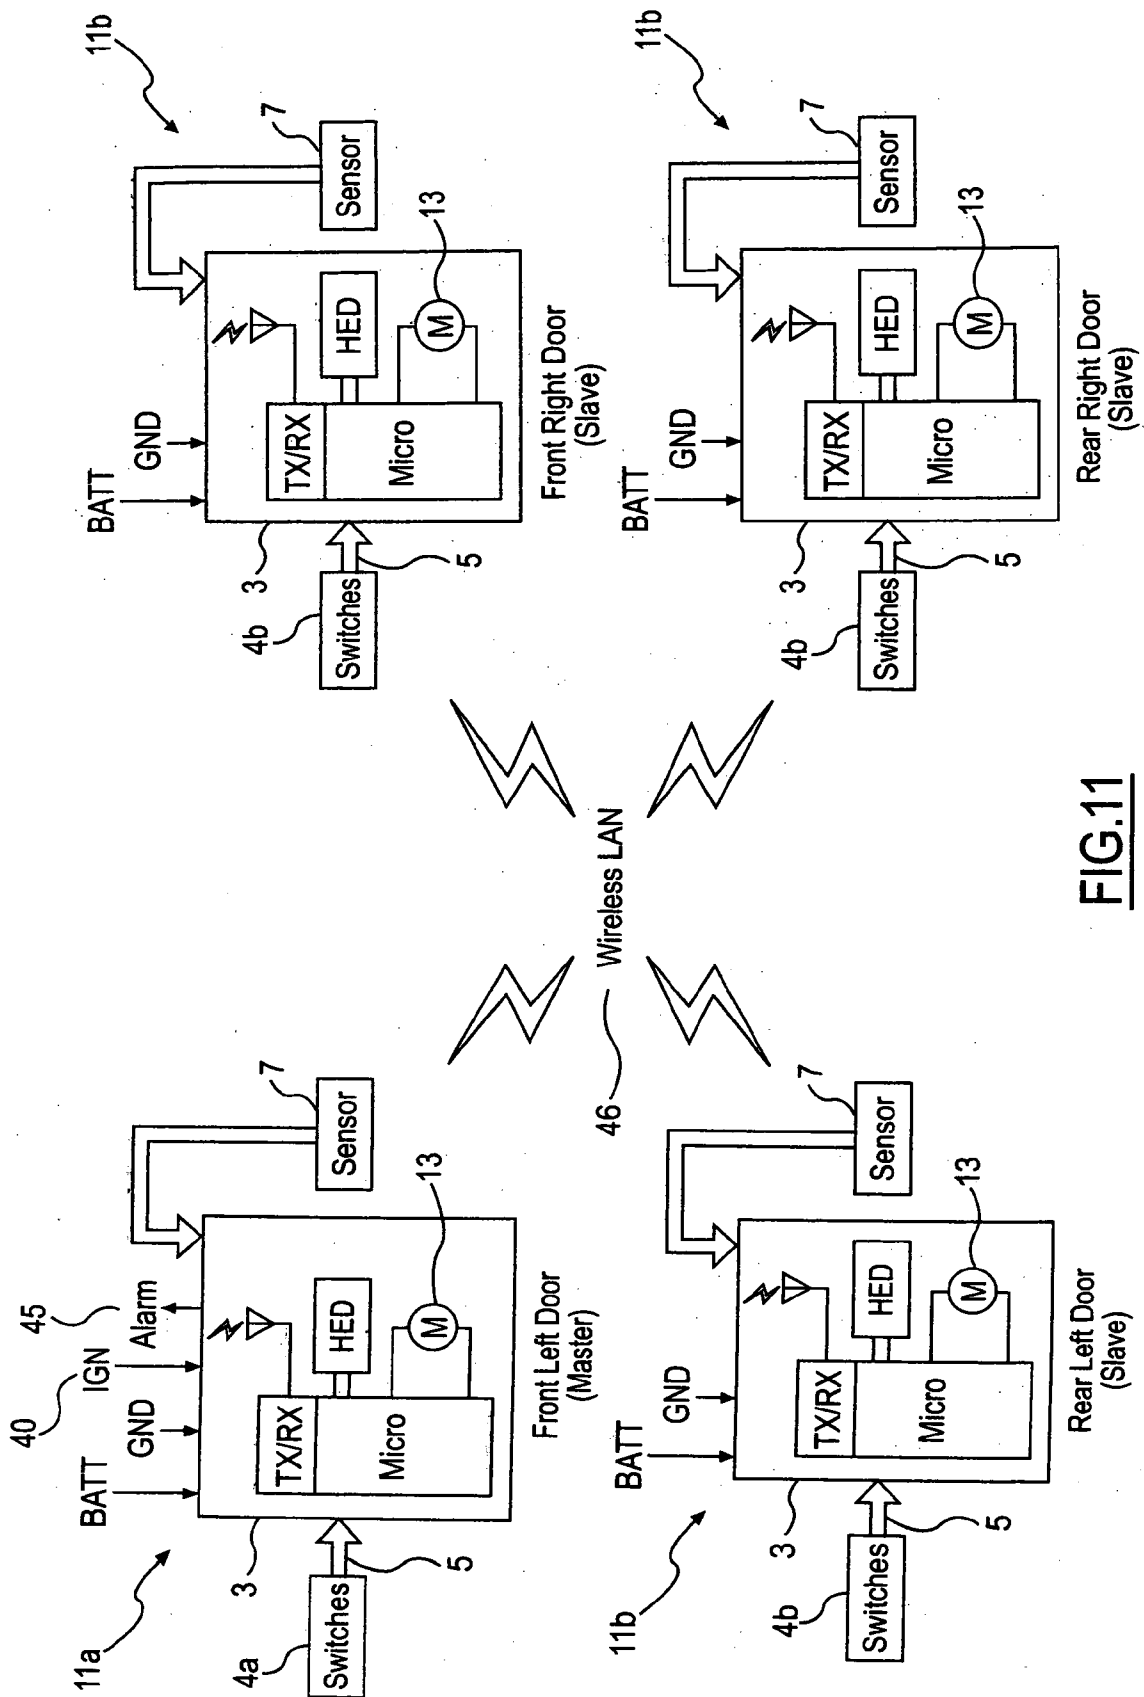 11a
BATT
GND
40
IGN
45
Alarm
7
Sensor
3
4a
Switches
5
TX/RX
Micro
HED
M
13
Front Left Door
(Master)
11b
BATT
GND
7
Sensor
3
4b
Switches
5
TX/RX
Micro
HED
M
13
Front Right Door
(Slave)
46
Wireless LAN
11b
BATT
GND
7
Sensor
3
4b
Switches
5
TX/RX
Micro
HED
M
13
Rear Left Door
(Slave)
11b
BATT
GND
7
Sensor
3
4b
Switches
5
TX/RX
Micro
HED
M
13
Rear Right Door
(Slave)
FIG.11